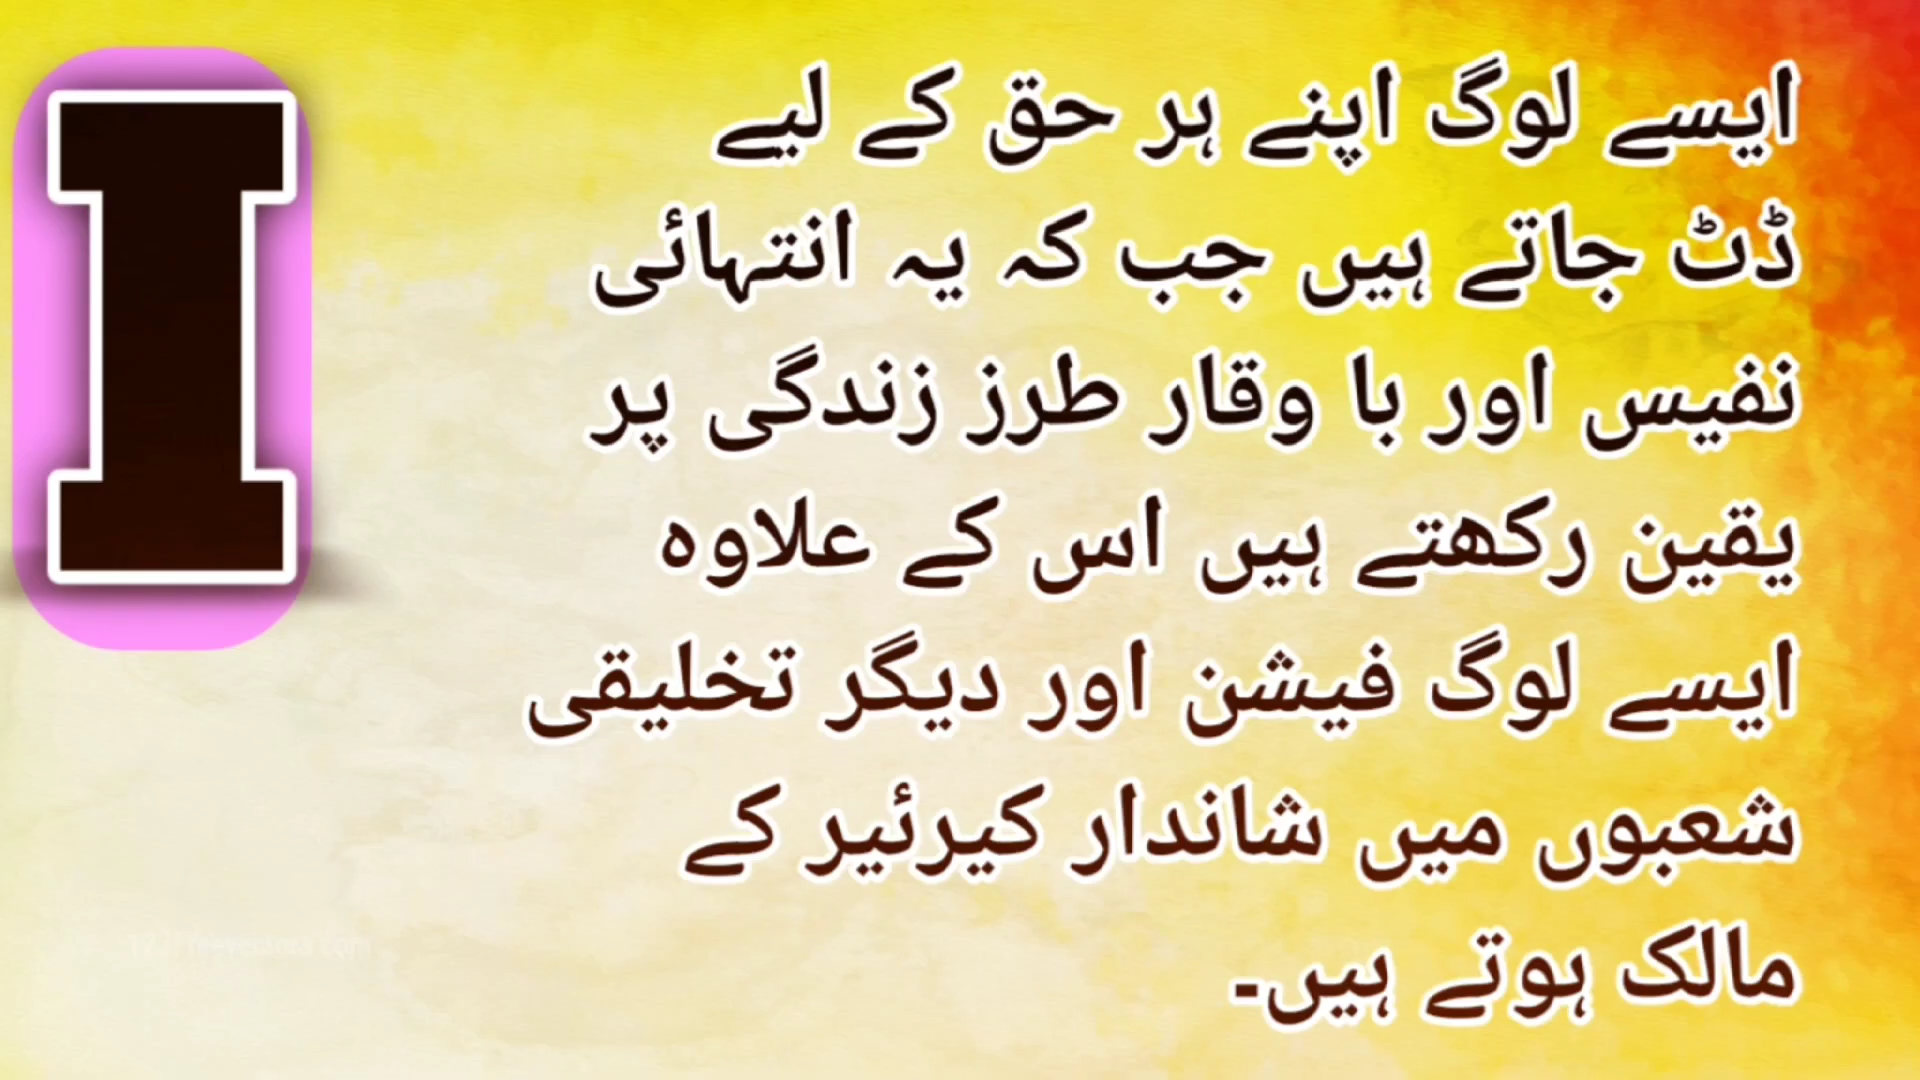 I
ایسے لوگ اپنے ہر حق کے لیے
ڈٹ جاتے ہیں جب کہ یہ انتہائی
نفیس اور با وقار طرز زندگی پر
یقین رکھتے ہیں اس کے علاوہ
ایسے لوگ فیشن اور دیگر تخلیقی
شعبوں میں شاندار کیرئیر کے
مالک ہوتے ہیں۔